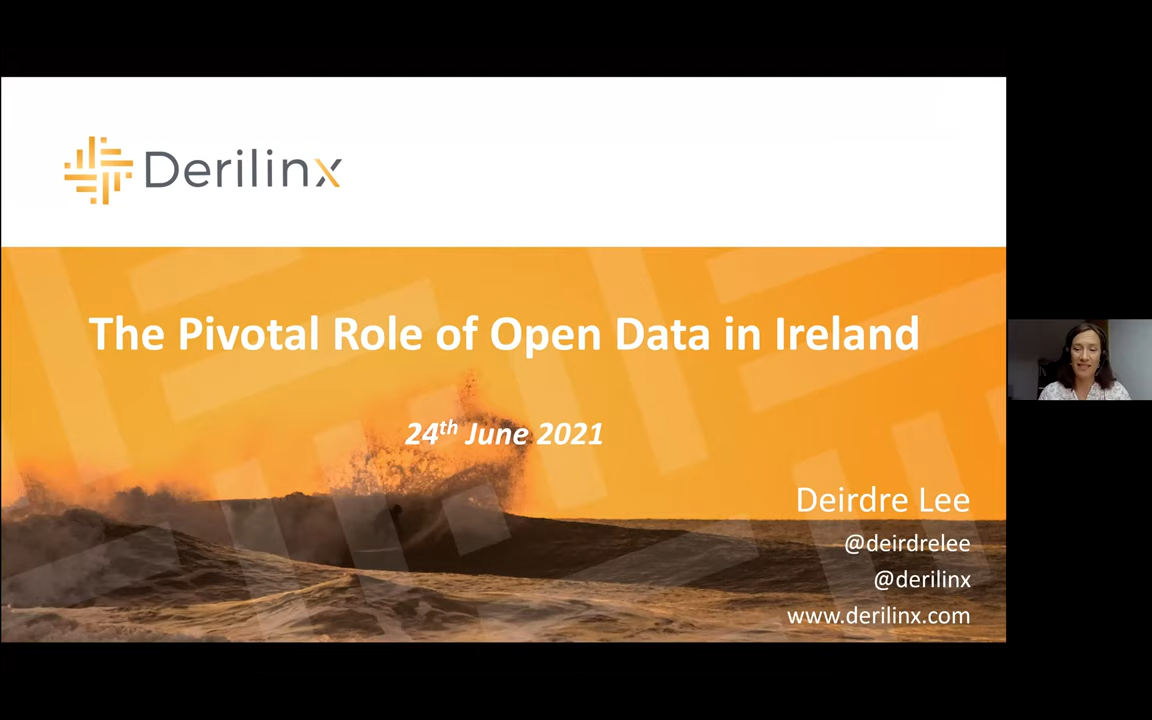 Derilinx
The Pivotal Role of Open Data in Ireland
24th June 2021
Deirdre Lee
@deirdrelee
@derilinx
www.derilinx.com